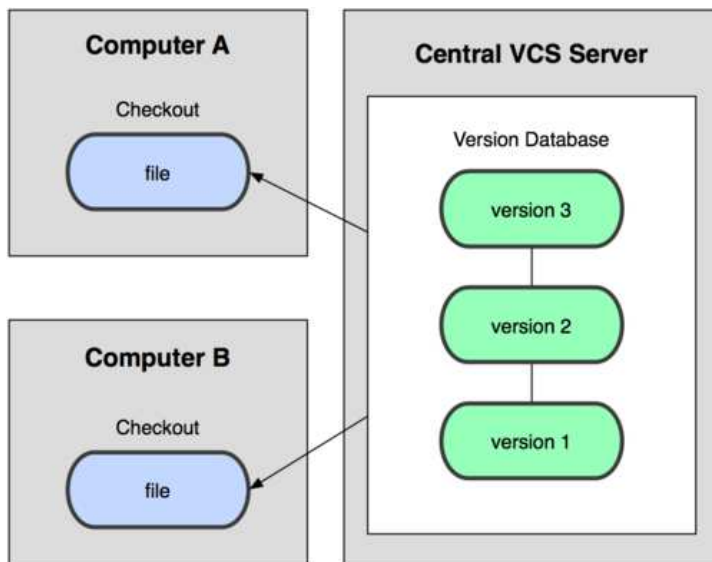 Computer A
Checkout
file
Computer B
Checkout
file
Central VCS Server
Version Database
version 3
version 2
version 1